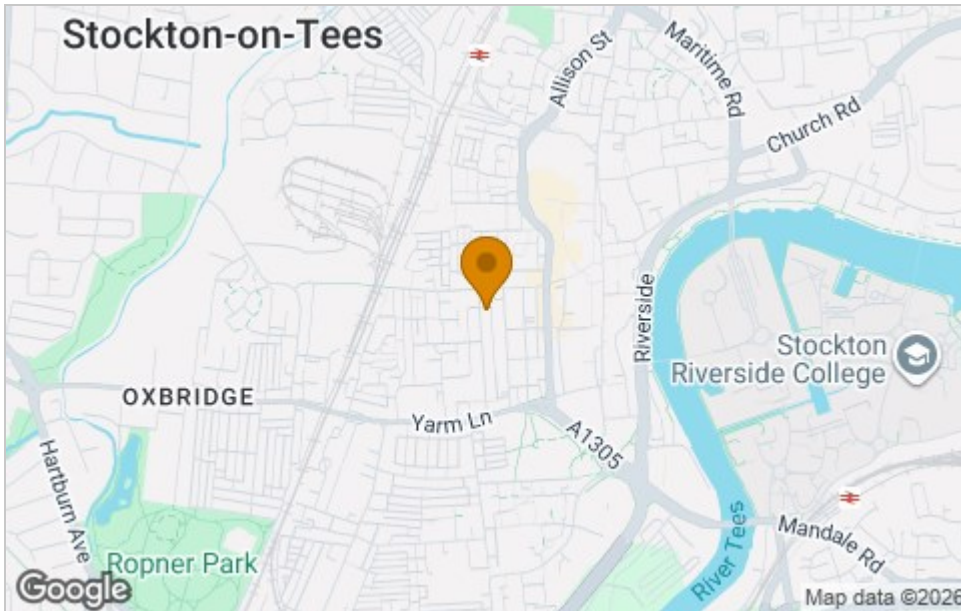 Stockton-on-Tees
Allison St
Maritime Rd
Church Rd
Riverside
Stockton
Riverside College
OXBRIDGE
Yarm Ln
A1305
Hartburn Ave
Ropner Park
River Tees
Mandale Rd
Google
Map data ©2026